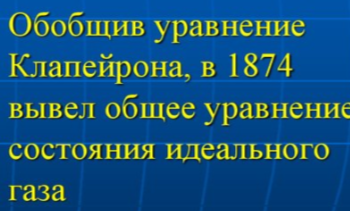 Обобщив уравнение
Клапейрона, в 1874
вывел общее уравнение
состояния идеального
газа